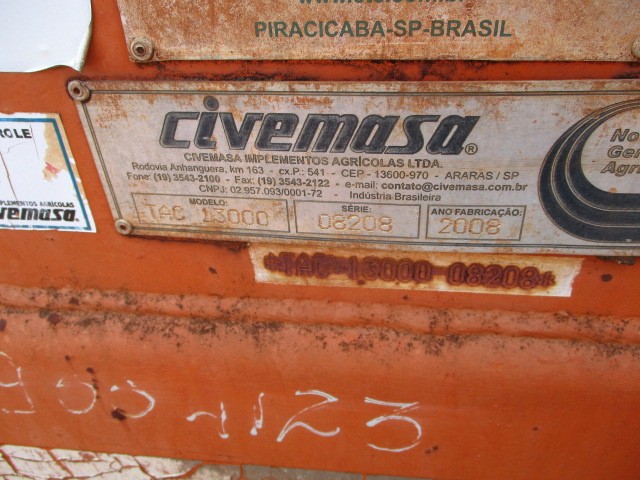 PIRACICABA-SP-BRASIL
civemasa®
CIVEMASA IMPLEMENTOS AGRÍCOLAS LTDA.
Rodovia Anhanguera, km 163 - cx.P.: 541 - CEP - 13600-970 - ARARAS / SP
Fone: (19) 3543-2100 - Fax: (19) 3543-2122 - e-mail: contato@civemasa.com.br
CNPJ: 02.957.093/0001-72 - Indústria Brasileira
MODELO: SÉRIE: ANO FABRICAÇÃO:
TAC 13000 08208 2008
*TAC-13000-08208*
No
123